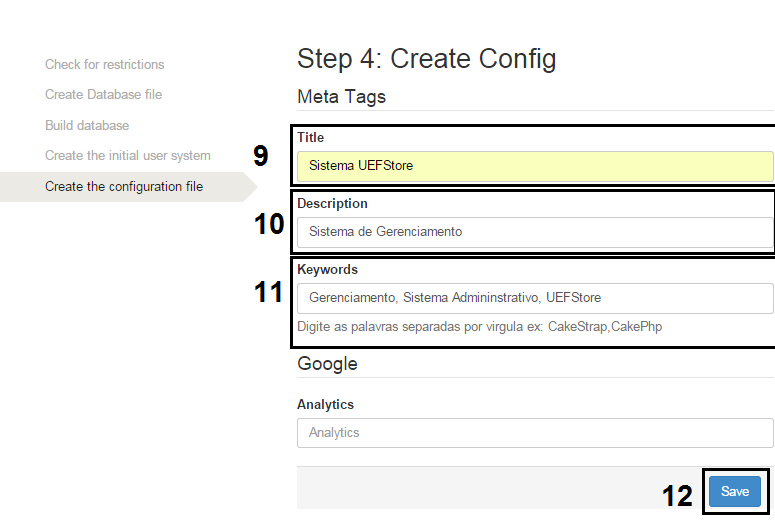 Check for restrictions
Create Database file
Build database
Create the initial user system
Create the configuration file
Step 4: Create Config
Meta Tags
9
Title
Sistema UEFStore
10
Description
Sistema de Gerenciamento
11
Keywords
Gerenciamento, Sistema Admininstrativo, UEFStore
Digite as palavras separadas por virgula ex: CakeStrap,CakePhp
Google
Analytics
Analytics
12
Save